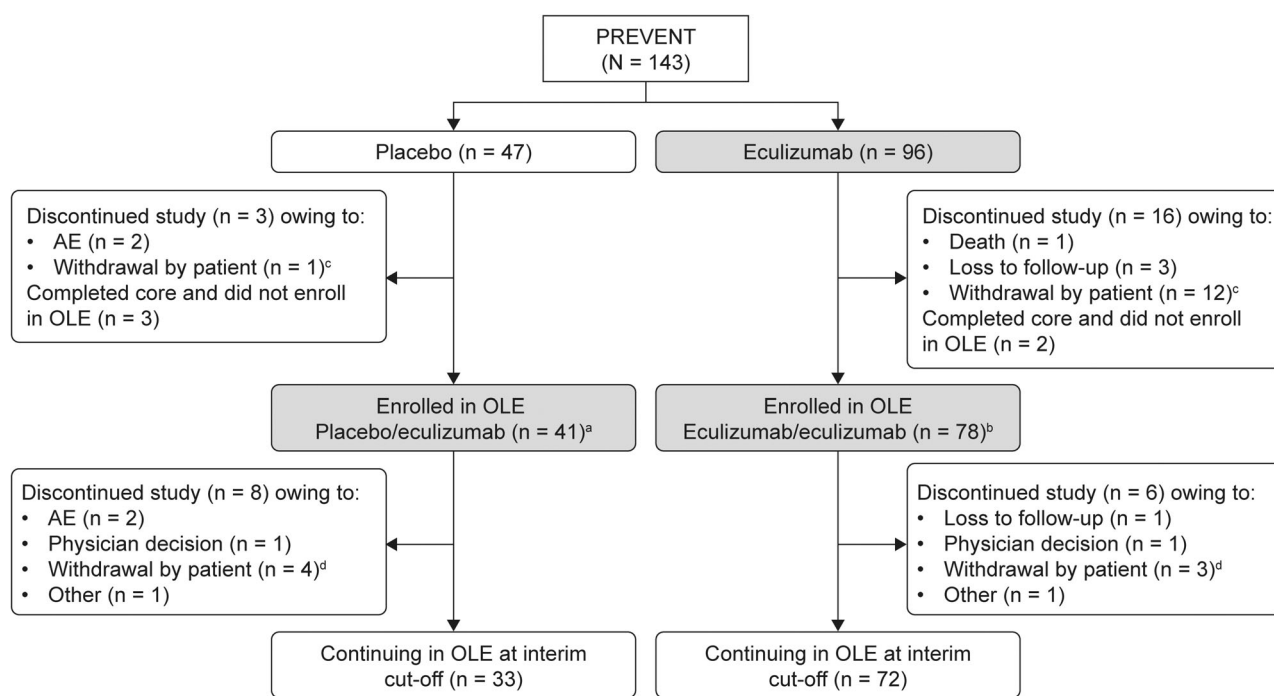 PREVENT
(N = 143)
Placebo (n = 47)
Eculizumab (n = 96)
Discontinued study (n = 3) owing to:
• AE (n = 2)
• Withdrawal by patient (n = 1)ᶜ
Completed core and did not enroll
in OLE (n = 3)
Discontinued study (n = 16) owing to:
• Death (n = 1)
• Loss to follow-up (n = 3)
• Withdrawal by patient (n = 12)ᶜ
Completed core and did not enroll
in OLE (n = 2)
Enrolled in OLE
Placebo/eculizumab (n = 41)ᵃ
Enrolled in OLE
Eculizumab/eculizumab (n = 78)ᵇ
Discontinued study (n = 8) owing to:
• AE (n = 2)
• Physician decision (n = 1)
• Withdrawal by patient (n = 4)ᵈ
• Other (n = 1)
Discontinued study (n = 6) owing to:
• Loss to follow-up (n = 1)
• Physician decision (n = 1)
• Withdrawal by patient (n = 3)ᵈ
• Other (n = 1)
Continuing in OLE at interim
cut-off (n = 33)
Continuing in OLE at interim
cut-off (n = 72)